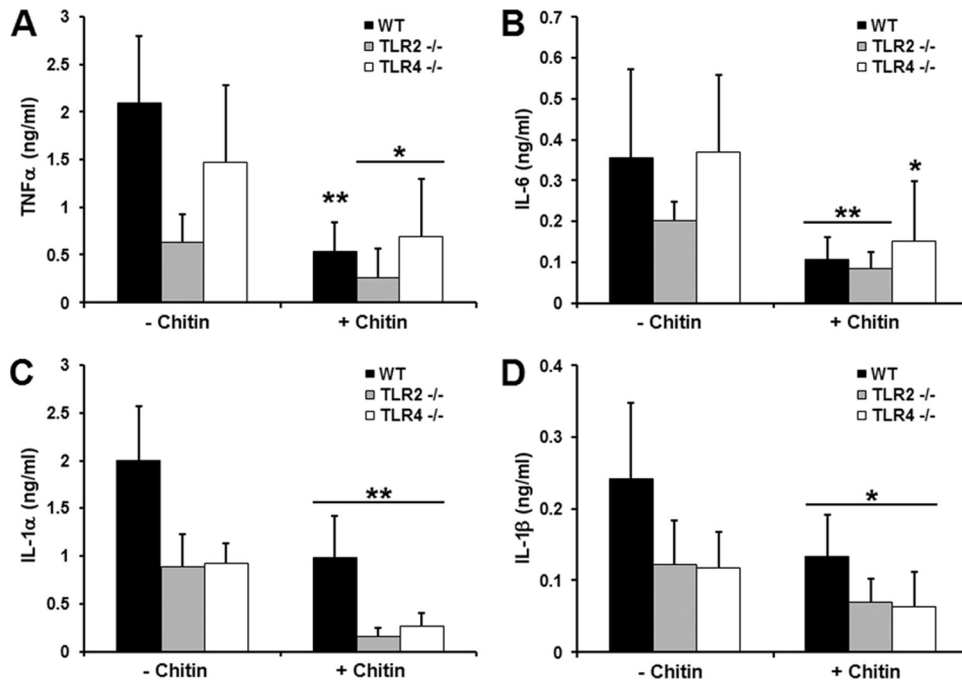 A
TNFα (ng/ml)
3
2.5
2
1.5
1
0.5
0
WT
TLR2 -/-
TLR4 -/-
**
*
- Chitin
+ Chitin
B
IL-6 (ng/ml)
0.7
0.6
0.5
0.4
0.3
0.2
0.1
0
WT
TLR2 -/-
TLR4 -/-
**
*
- Chitin
+ Chitin
C
IL-1α (ng/ml)
3
2.5
2
1.5
1
0.5
0
WT
TLR2 -/-
TLR4 -/-
**
- Chitin
+ Chitin
D
IL-1β (ng/ml)
0.4
0.3
0.2
0.1
0
WT
TLR2 -/-
TLR4 -/-
*
- Chitin
+ Chitin